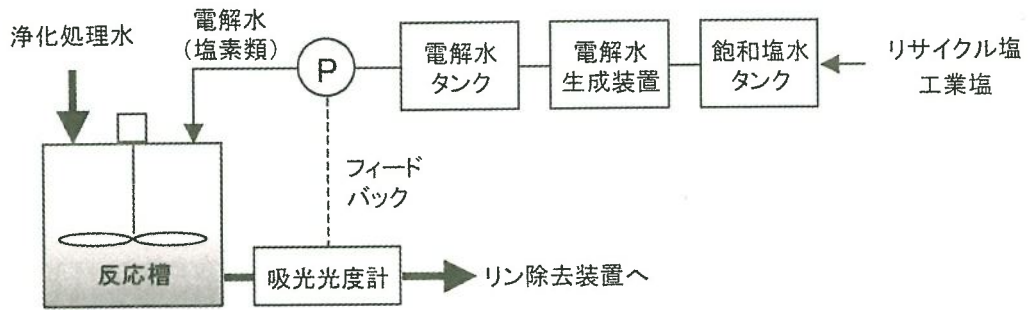 浄化処理水
電解水
(塩素類)
P
電解水
タンク
電解水
生成装置
飽和塩水
タンク
リサイクル塩
工業塩
フィード
バック
反応槽
吸光光度計
リン除去装置へ